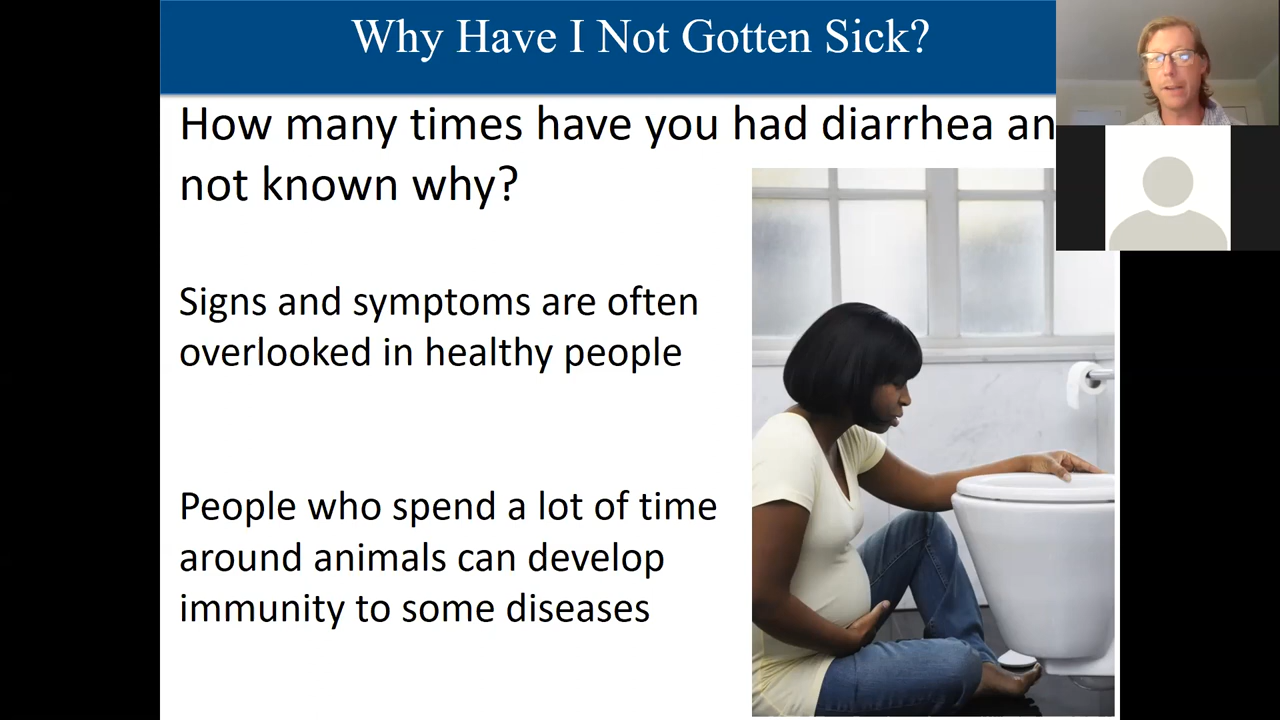 Why Have I Not Gotten Sick?
How many times have you had diarrhea an
not known why?
Signs and symptoms are often
overlooked in healthy people
People who spend a lot of time
around animals can develop
immunity to some diseases